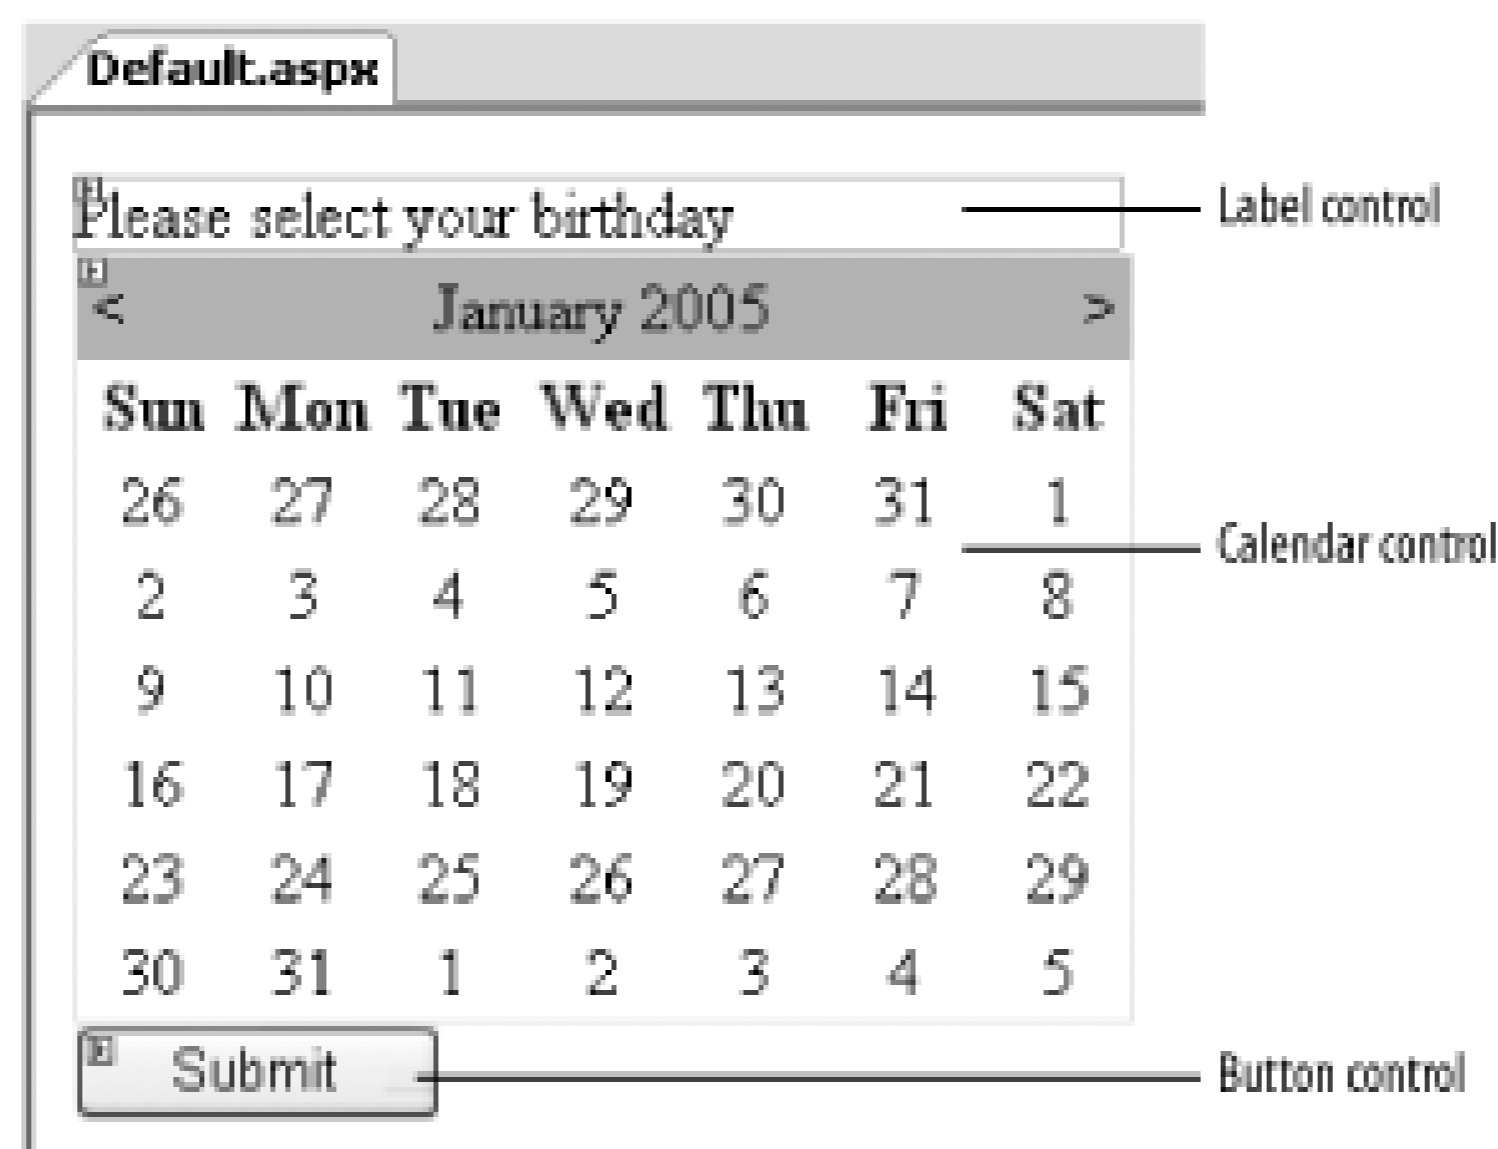 Default.aspx
Please select your birthday
Label control
< January 2005 >
Sun Mon Tue Wed Thu Fri Sat
26 27 28 29 30 31 1
Calendar control
2 3 4 5 6 7 8
9 10 11 12 13 14 15
16 17 18 19 20 21 22
23 24 25 26 27 28 29
30 31 1 2 3 4 5
Submit
Button control